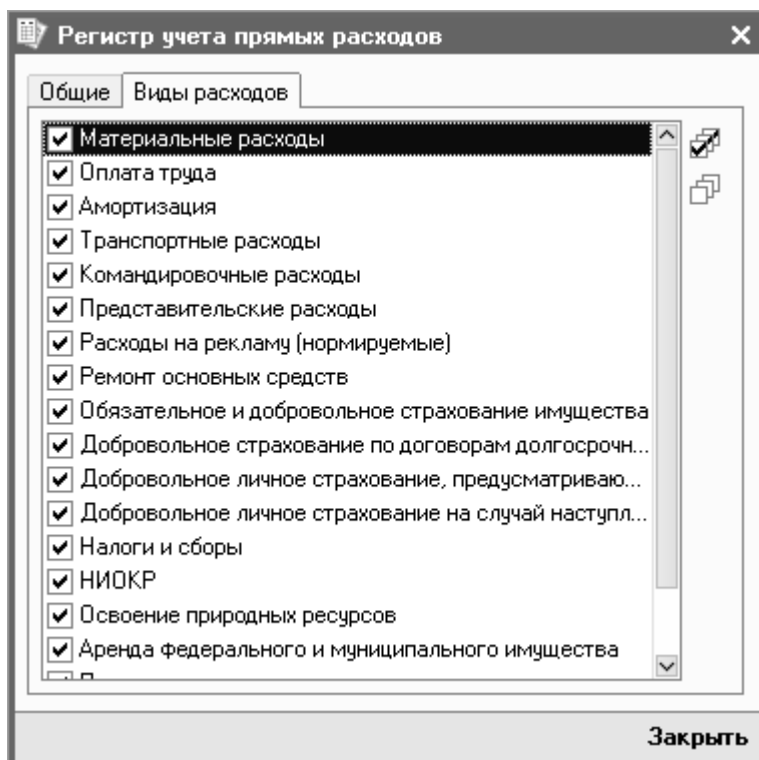 Регистр учета прямых расходов
Общие
Виды расходов
Материальные расходы
Оплата труда
Амортизация
Транспортные расходы
Командировочные расходы
Представительские расходы
Расходы на рекламу (нормируемые)
Ремонт основных средств
Обязательное и добровольное страхование имущества
Добровольное страхование по договорам долгосрочн...
Добровольное личное страхование, предусматриваю...
Добровольное личное страхование на случай наступл...
Налоги и сборы
НИОКР
Освоение природных ресурсов
Аренда федерального и муниципального имущества
Закрыть